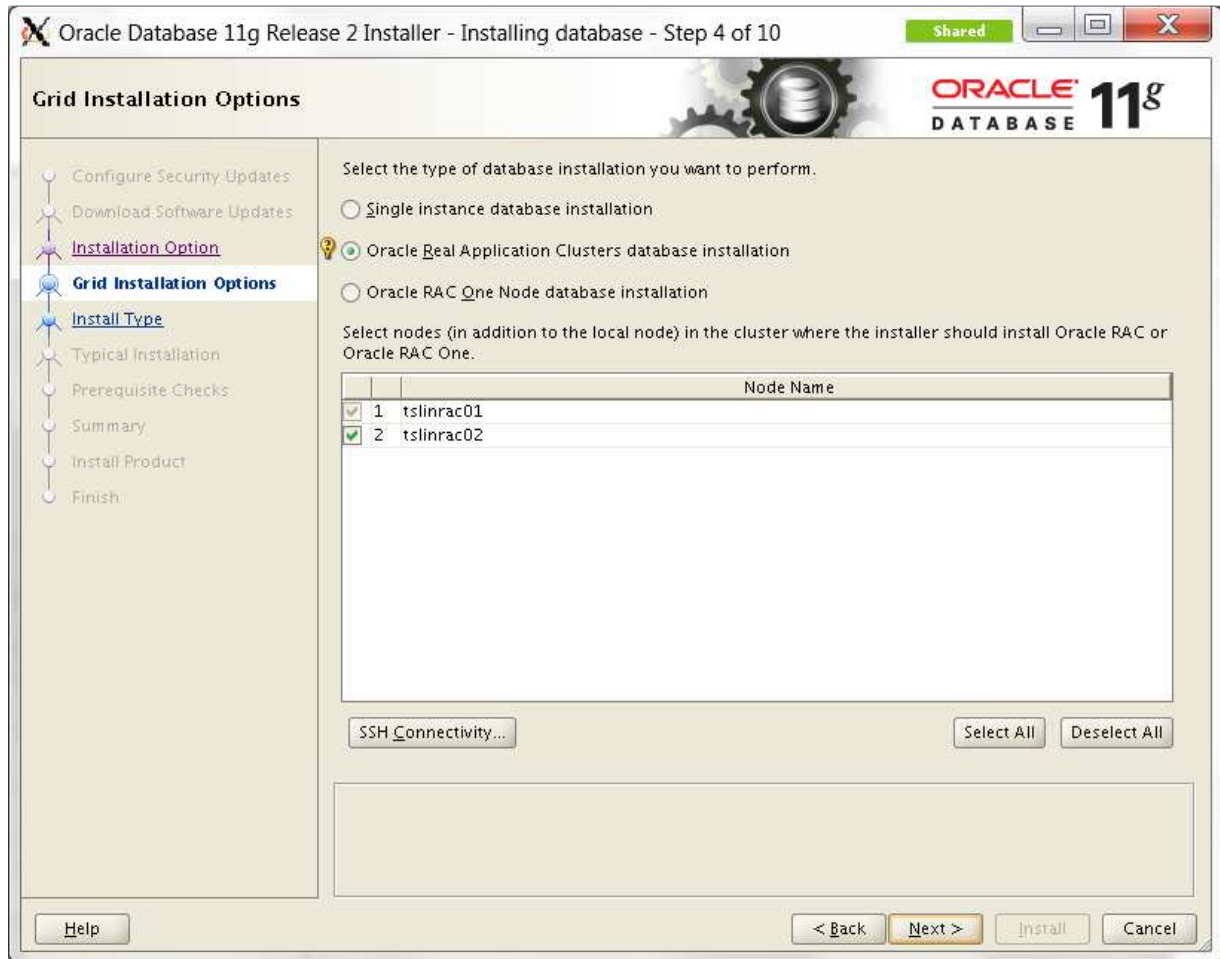 Oracle Database 11g Release 2 Installer - Installing database - Step 4 of 10
Shared
Grid Installation Options
ORACLE
DATABASE
11g
Configure Security Updates
Download Software Updates
Installation Option
Grid Installation Options
Install Type
Typical Installation
Prerequisite Checks
Summary
Install Product
Finish
Select the type of database installation you want to perform.
Single instance database installation
Oracle Real Application Clusters database installation
Oracle RAC One Node database installation
Select nodes (in addition to the local node) in the cluster where the installer should install Oracle RAC or
Oracle RAC One.
Node Name
1 tslinrac01
2 tslinrac02
SSH Connectivity...
Select All
Deselect All
Help
< Back
Next >
Install
Cancel